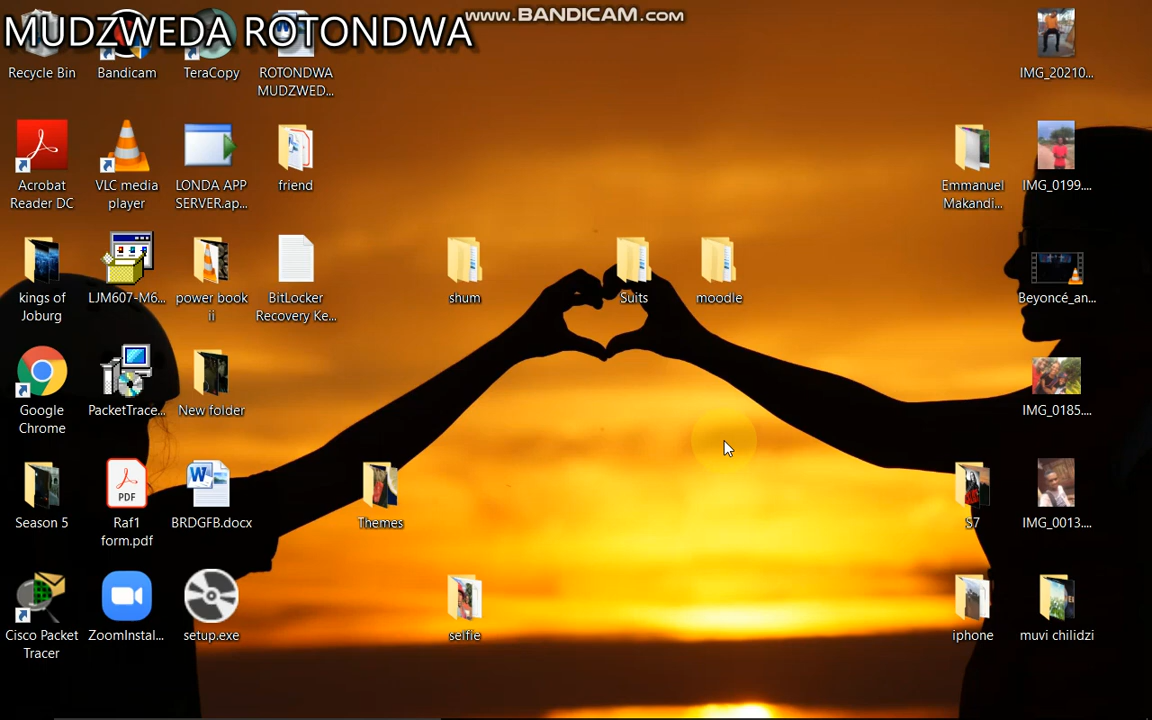 MUDZWEDA ROTONDWA
www.BANDICAM.com
Recycle Bin
Bandicam
TeraCopy
ROTONDWA
MUDZWED...
IMG_20210...
Acrobat
Reader DC
VLC media
player
LONDA APP
SERVER.ap...
friend
Emmanuel
Makandi...
IMG_0199....
kings of
Joburg
LJM607-M6...
power book
ii
BitLocker
Recovery Ke...
shum
Suits
moodle
Beyoncé_an...
Google
Chrome
PacketTrace...
New folder
IMG_0185....
Season 5
PDF
Raf1
form.pdf
BRDGFB.docx
Themes
S7
IMG_0013....
Cisco Packet
Tracer
ZoomInstal...
setup.exe
selfie
iphone
muvi chilidzi